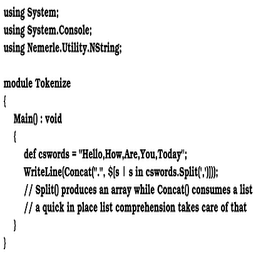 using System;
using System.Console;
using Nemerle.Utility.NString;
module Tokenize
{
Main() : void
{
def cswords = "Hello,How,Are,You,Today";
WriteLine(Concat(".", $[s | s in cswords.Split(',')]));
// Split() produces an array while Concat() consumes a list
// a quick in place list comprehension takes care of that
}
}